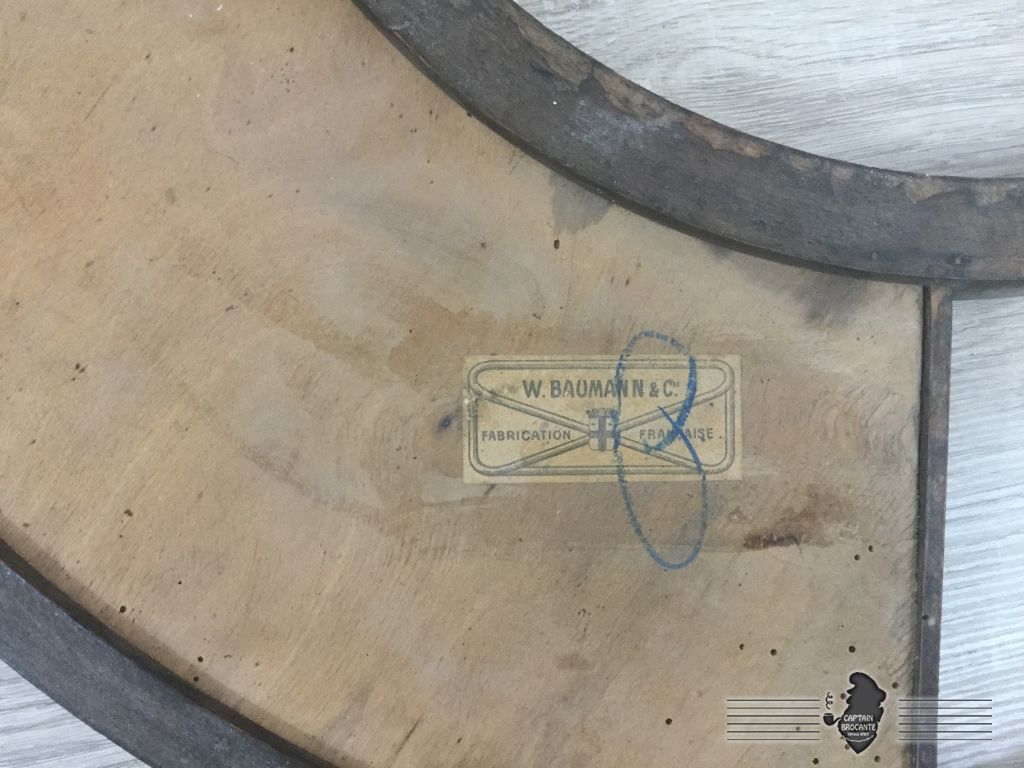 W. BAUMANN & Cie
FABRICATION FRANÇAISE
CAPTAIN
BROCANTE